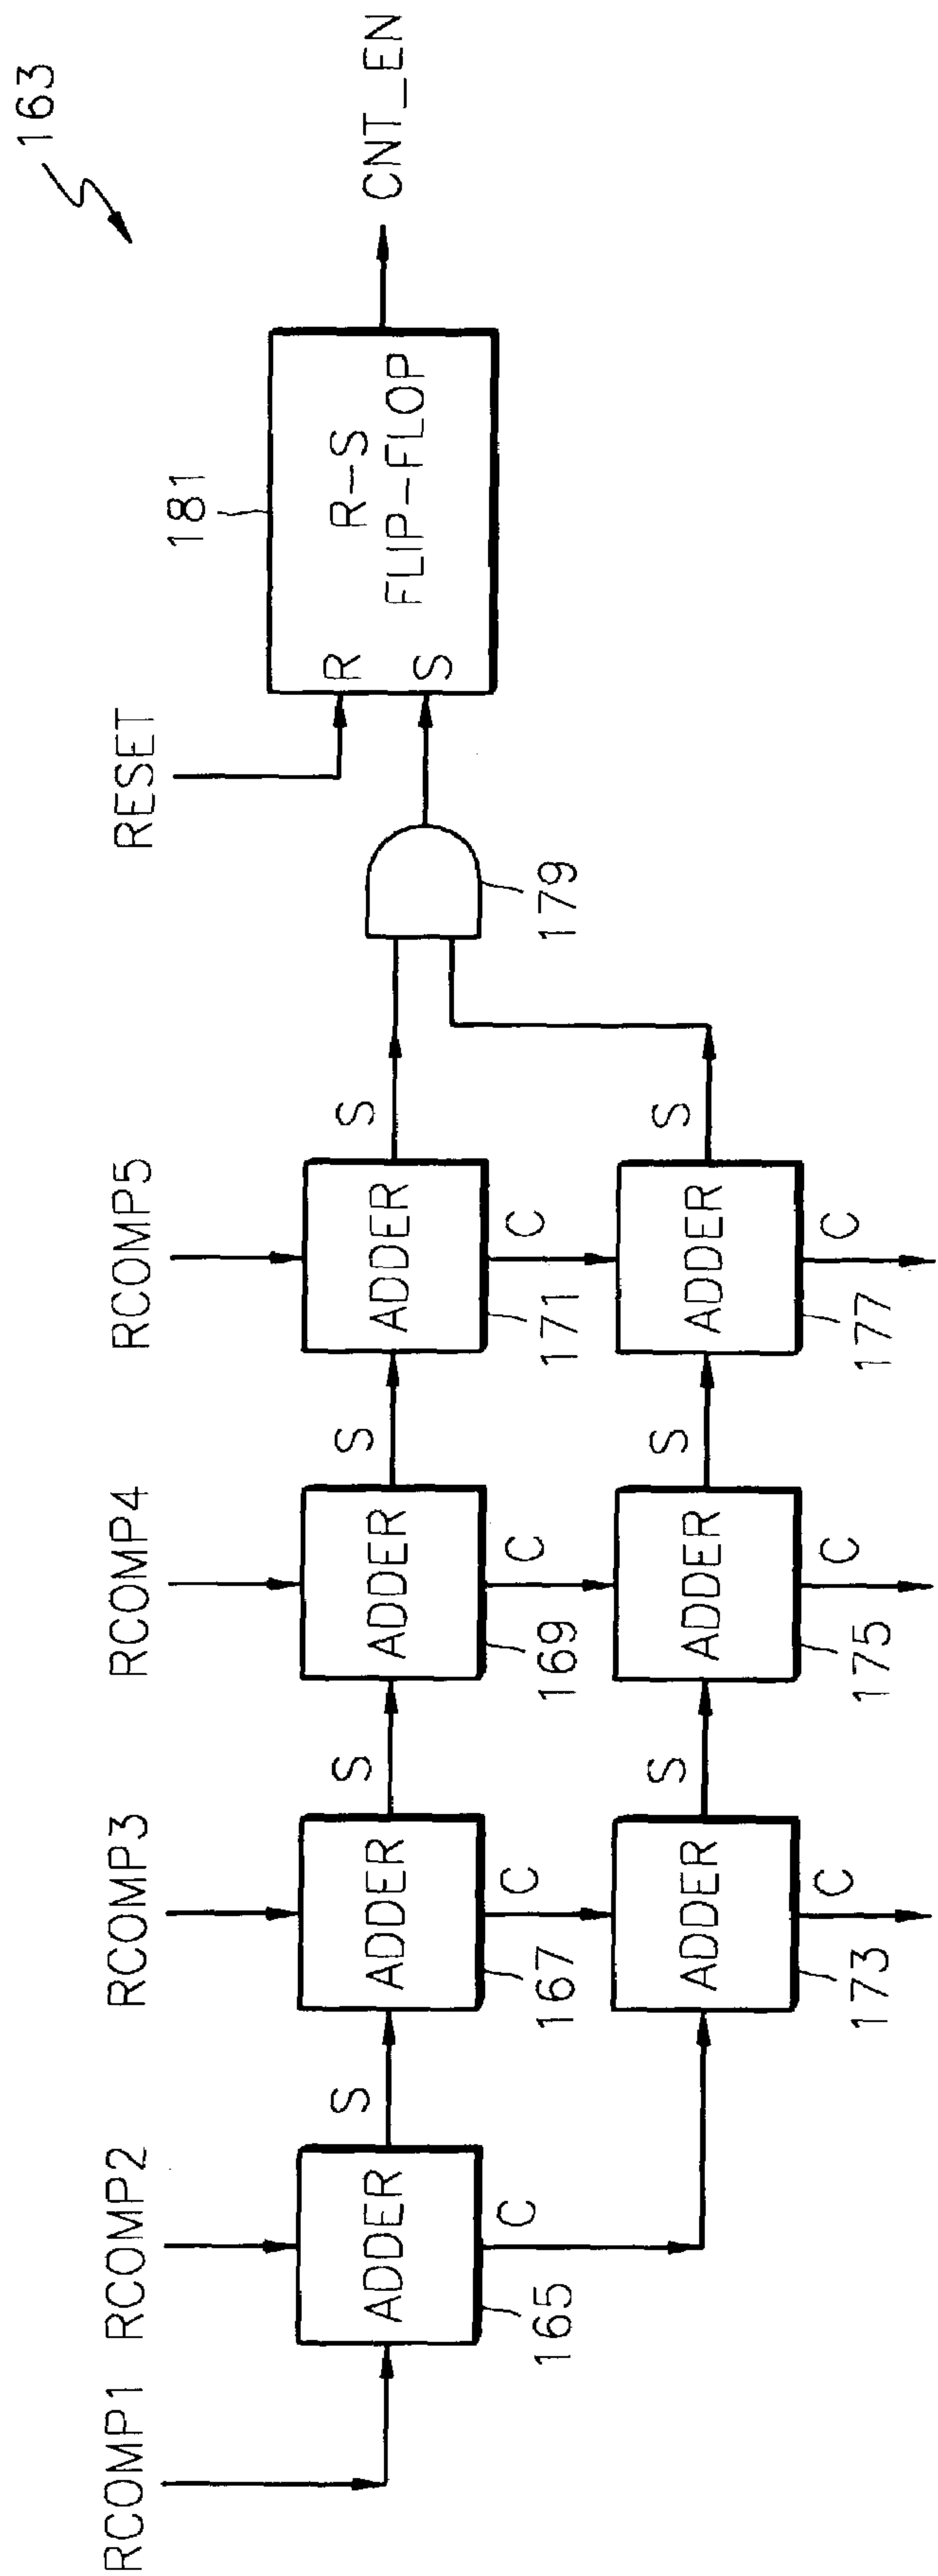 163
RCOMP1
RCOMP2
RCOMP3
RCOMP4
RCOMP5
RESET
181
ADDER
S
ADDER
S
ADDER
S
ADDER
S
R
S
R-S
FLIP-FLOP
CNT_EN
165
C
167
C
169
C
171
C
179
ADDER
S
ADDER
S
ADDER
S
173
C
175
C
177
C